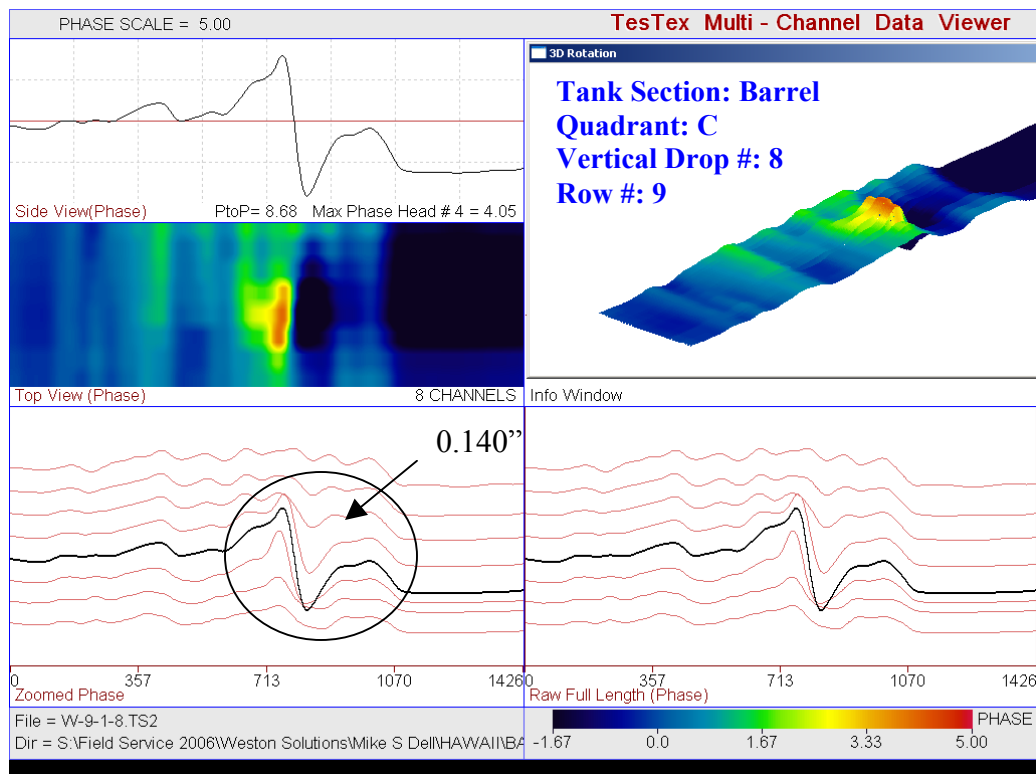 PHASE SCALE = 5.00
TesTex Multi - Channel Data Viewer
3D Rotation
Tank Section: Barrel
Quadrant: C
Vertical Drop #: 8
Row #: 9
Side View(Phase)
PtoP= 8.68 Max Phase Head # 4 = 4.05
Top View (Phase)
8 CHANNELS
Info Window
0.140”
0 357 713 1070 14260
Zoomed Phase
357 713 1070 1426
Raw Full Length (Phase)
File = W-9-1-8.TS2
Dir = S:\Field Service 2006\Weston Solutions\Mike S Dell\HAWAII\BA
PHASE
-1.67 0.0 1.67 3.33 5.00